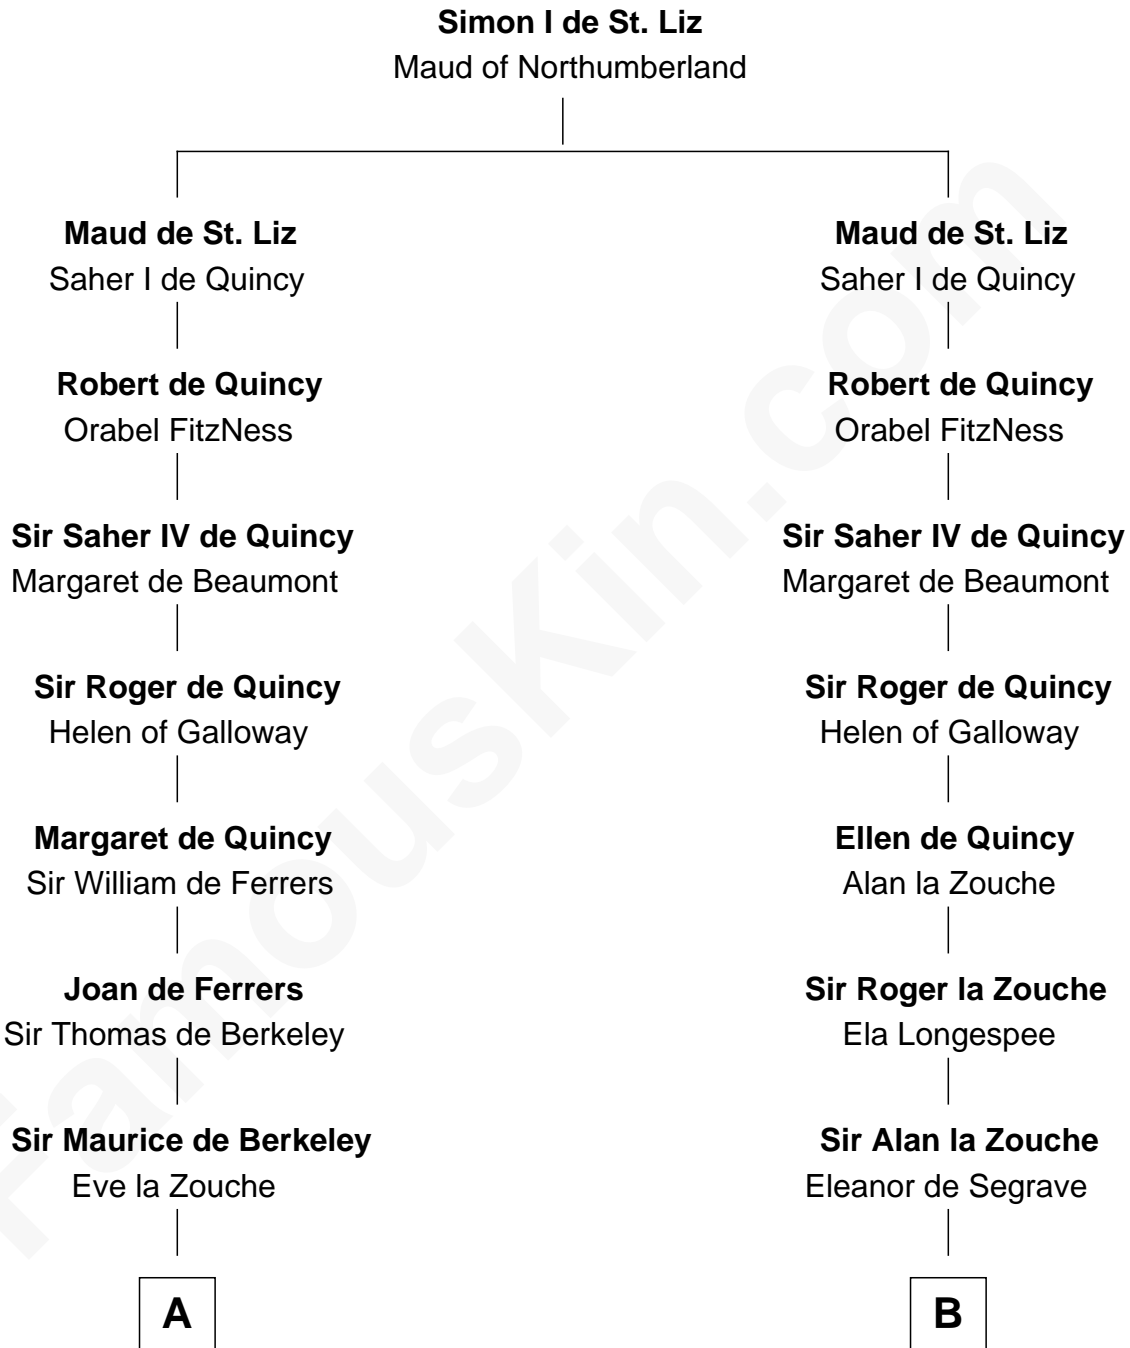 Simon I de St. Liz
Maud of Northumberland
Maud de St. Liz
Saher I de Quincy
Maud de St. Liz
Saher I de Quincy
Robert de Quincy
Orabel FitzNess
Robert de Quincy
Orabel FitzNess
Sir Saher IV de Quincy
Margaret de Beaumont
Sir Saher IV de Quincy
Margaret de Beaumont
Sir Roger de Quincy
Helen of Galloway
Sir Roger de Quincy
Helen of Galloway
Margaret de Quincy
Sir William de Ferrers
Ellen de Quincy
Alan la Zouche
Joan de Ferrers
Sir Thomas de Berkeley
Sir Roger la Zouche
Ela Longespee
Sir Maurice de Berkeley
Eve la Zouche
Sir Alan la Zouche
Eleanor de Segrave
A
B
FamousKin.com